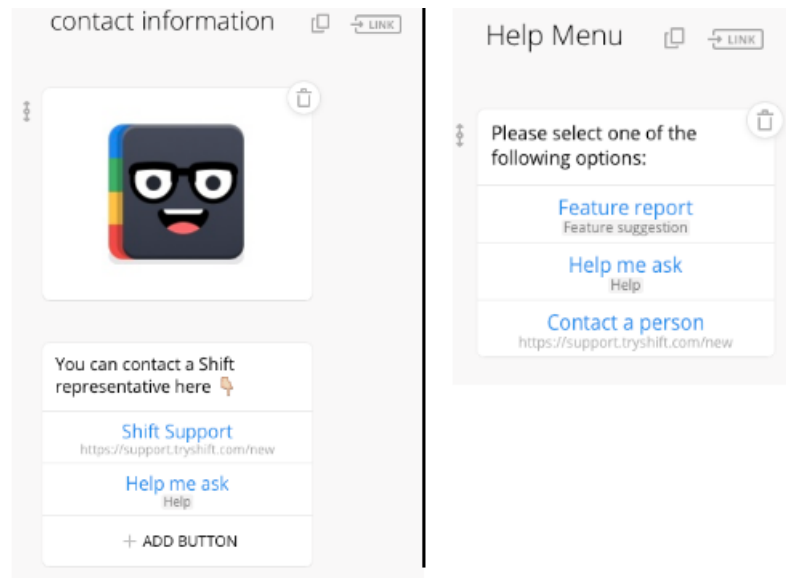 contact information
LINK
You can contact a Shift
representative here 👇🏼
Shift Support
https://support.tryshift.com/new
Help me ask
Help
+ ADD BUTTON
Help Menu
LINK
Please select one of the
following options:
Feature report
Feature suggestion
Help me ask
Help
Contact a person
https://support.tryshift.com/new